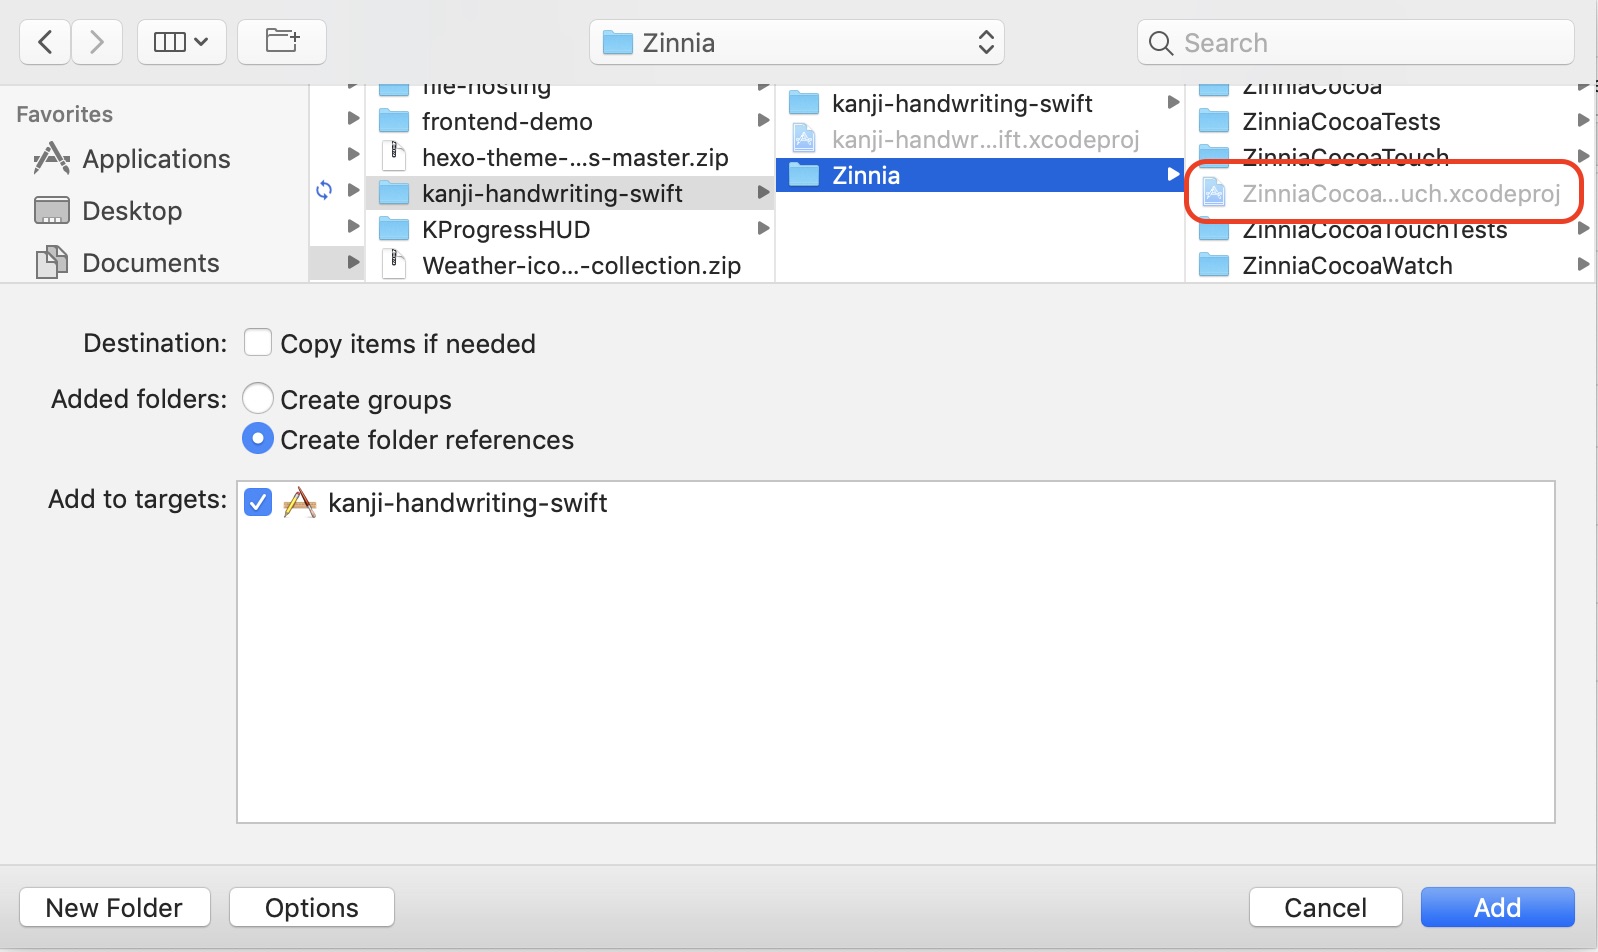 Zinnia
Search
Favorites
Applications
Desktop
Documents
file-hosting
frontend-demo
hexo-theme-...s-master.zip
kanji-handwriting-swift
KProgressHUD
Weather-ico...-collection.zip
kanji-handwriting-swift
kanji-handwr...ift.xcodeproj
Zinnia
ZinniaCocoa
ZinniaCocoaTests
ZinniaCocoaTouch
ZinniaCocoa...uch.xcodeproj
ZinniaCocoaTouchTests
ZinniaCocoaWatch
Destination: Copy items if needed
Added folders: Create groups
Create folder references
Add to targets: kanji-handwriting-swift
New Folder Options Cancel Add